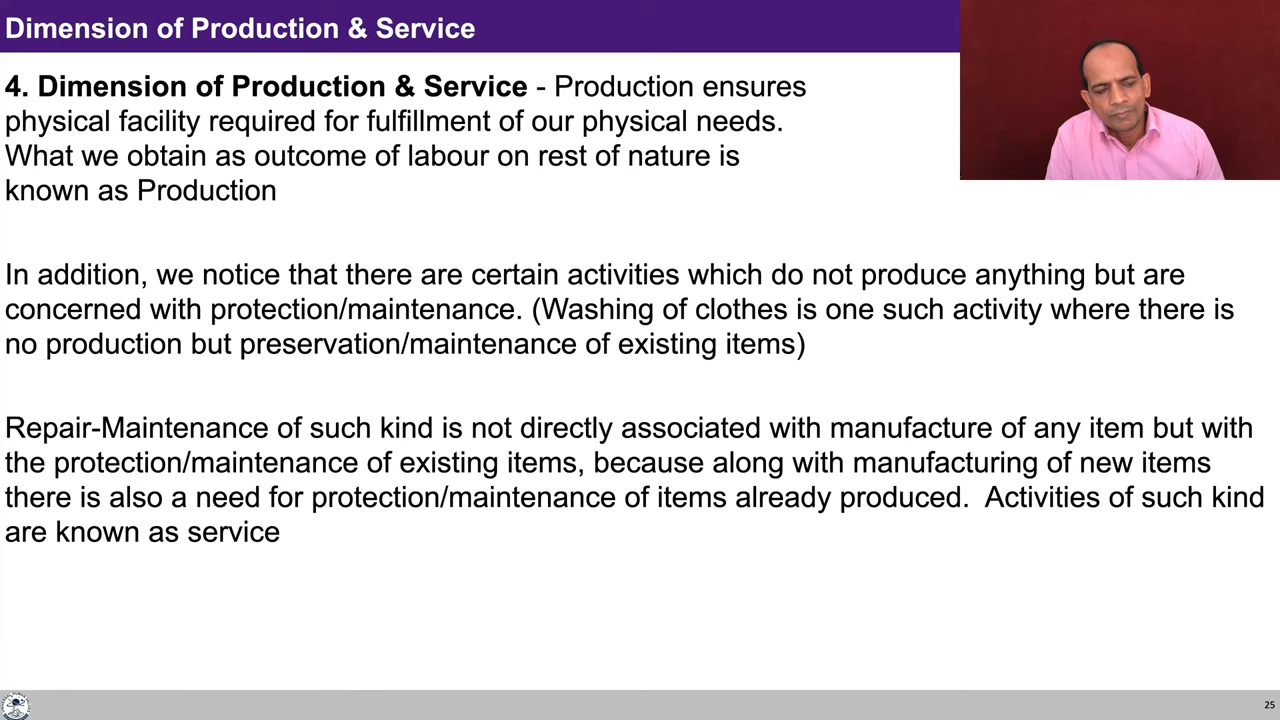 Dimension of Production & Service
4. Dimension of Production & Service - Production ensures
physical facility required for fulfillment of our physical needs.
What we obtain as outcome of labour on rest of nature is
known as Production
In addition, we notice that there are certain activities which do not produce anything but are
concerned with protection/maintenance. (Washing of clothes is one such activity where there is
no production but preservation/maintenance of existing items)
Repair-Maintenance of such kind is not directly associated with manufacture of any item but with
the protection/maintenance of existing items, because along with manufacturing of new items
there is also a need for protection/maintenance of items already produced.  Activities of such kind
are known as service
25